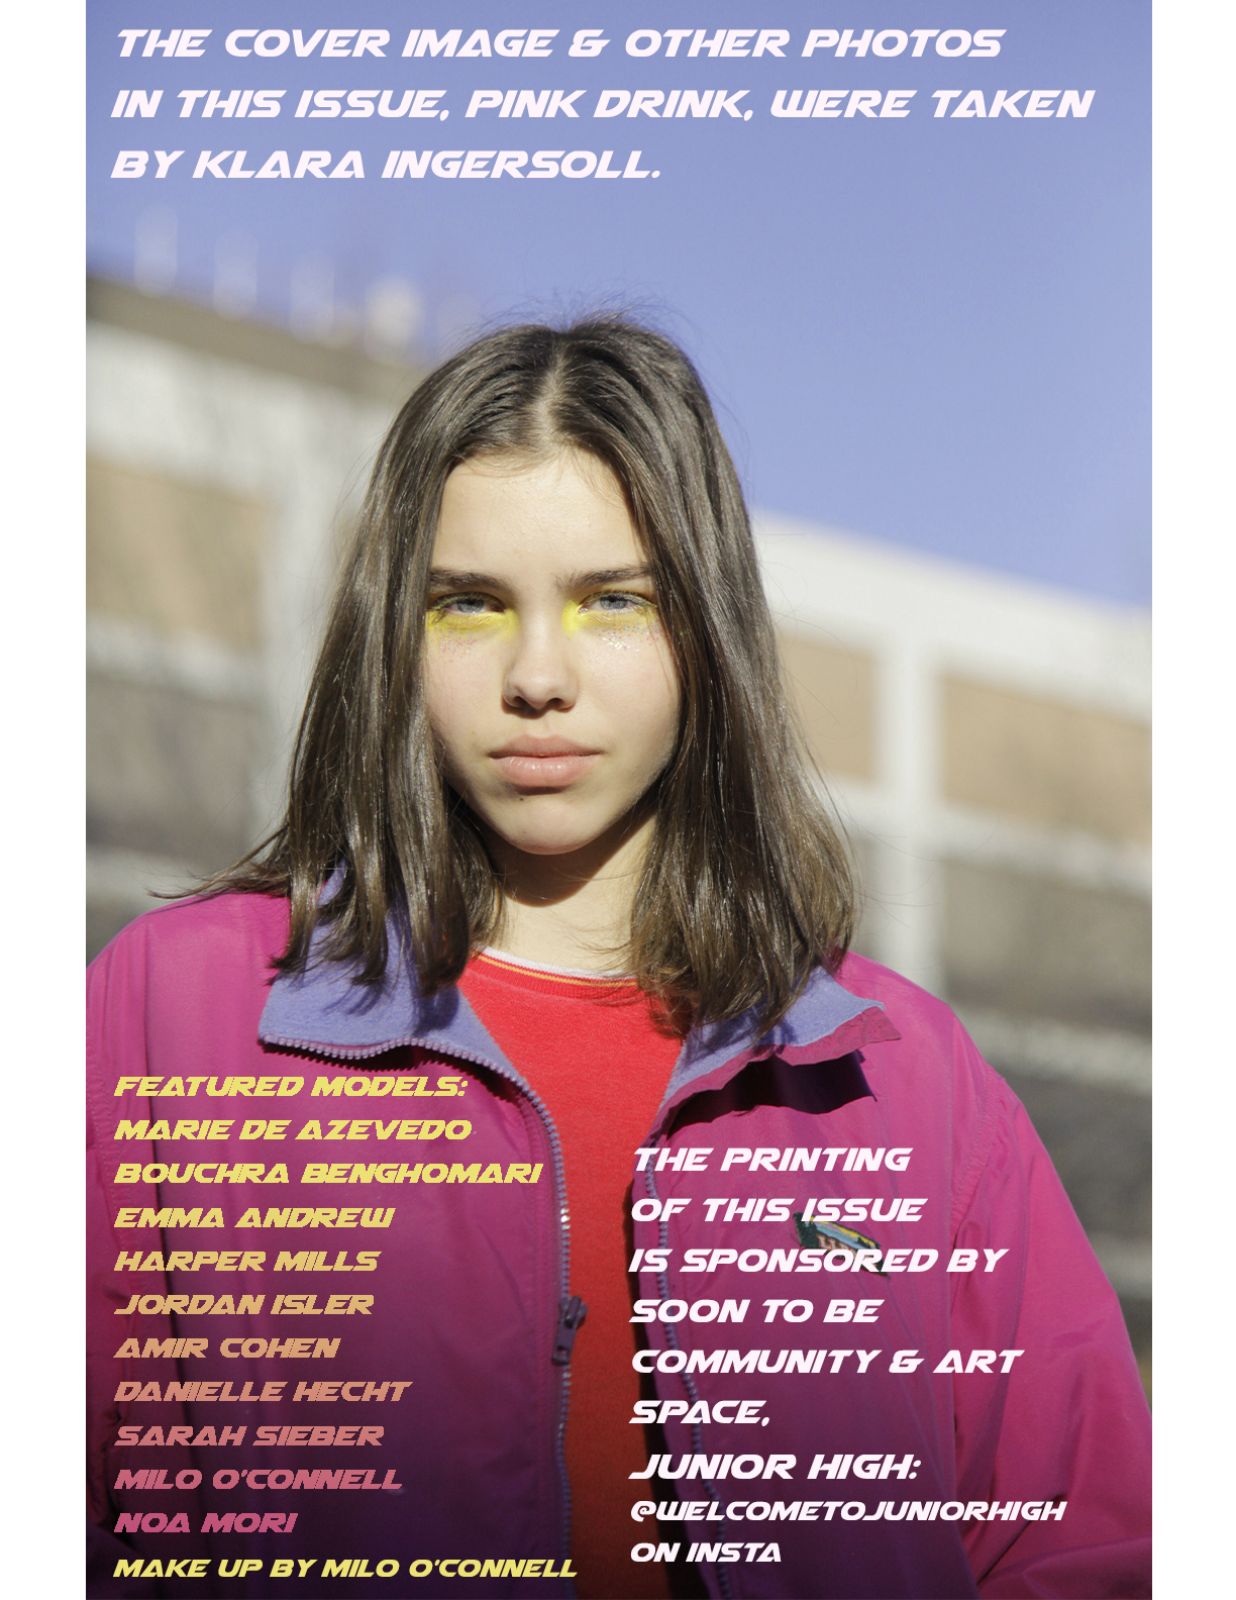 THE COVER IMAGE & OTHER PHOTOS
IN THIS ISSUE, PINK DRINK, WERE TAKEN
BY KLARA INGERSOLL.
FEATURED MODELS:
MARIE DE AZEVEDO
BOUCHRA BENGHOMARI
EMMA ANDREW
HARPER MILLS
JORDAN ISLER
AMIR COHEN
DANIELLE HECHT
SARAH SIEBER
MILO O'CONNELL
NOA MORI
MAKE UP BY MILO O'CONNELL
THE PRINTING
OF THIS ISSUE
IS SPONSORED BY
SOON TO BE
COMMUNITY & ART
SPACE,
JUNIOR HIGH:
@WELCOMETOJUNIORHIGH
ON INSTA